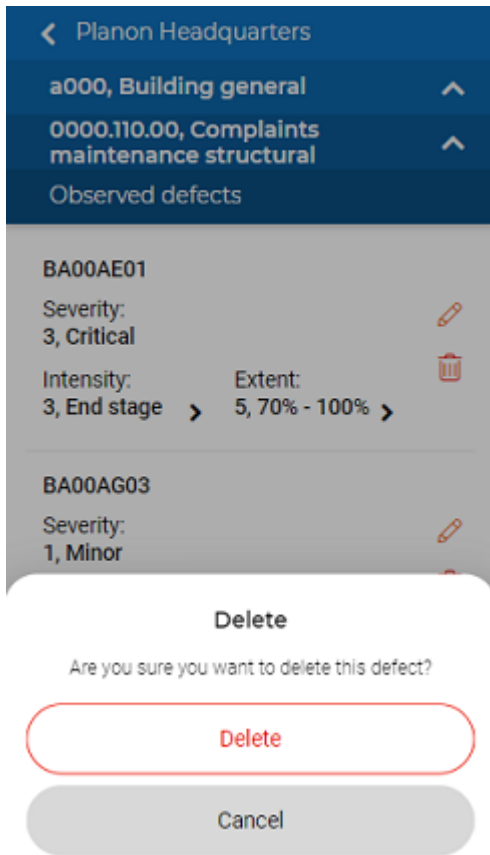 Planon Headquarters
a000, Building general
0000.110.00, Complaints
maintenance structural
Observed defects
BA00AE01
Severity:
3, Critical
Intensity:
3, End stage
Extent:
5, 70% - 100%
BA00AG03
Severity:
1, Minor
Delete
Are you sure you want to delete this defect?
Delete
Cancel